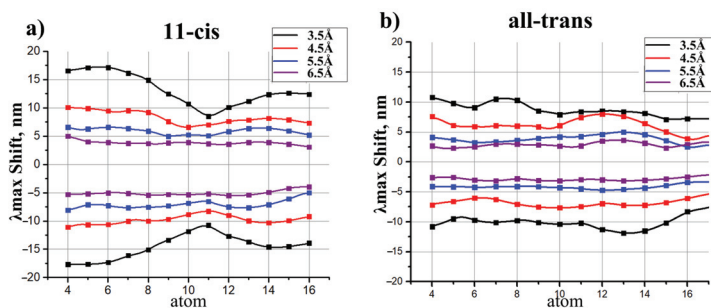 a)
11-cis
3.5Å
4.5Å
5.5Å
6.5Å
λmax Shift, nm
20
15
10
5
0
-5
-10
-15
-20
4 6 8 10 12 14 16
atom
b)
all-trans
3.5Å
4.5Å
5.5Å
6.5Å
λmax Shift, nm
20
15
10
5
0
-5
-10
-15
-20
4 6 8 10 12 14 16
atom